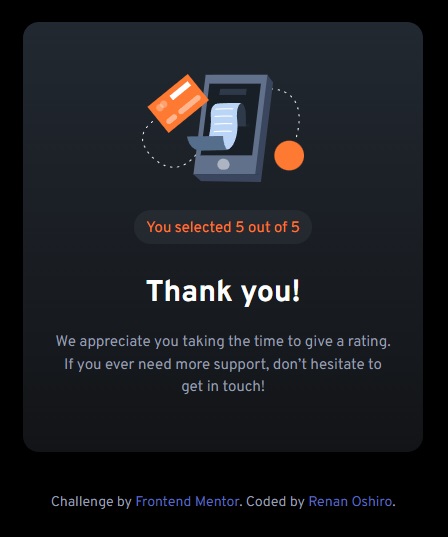 You selected 5 out of 5
Thank you!
We appreciate you taking the time to give a rating.
If you ever need more support, don’t hesitate to
get in touch!
Challenge by Frontend Mentor. Coded by Renan Oshiro.